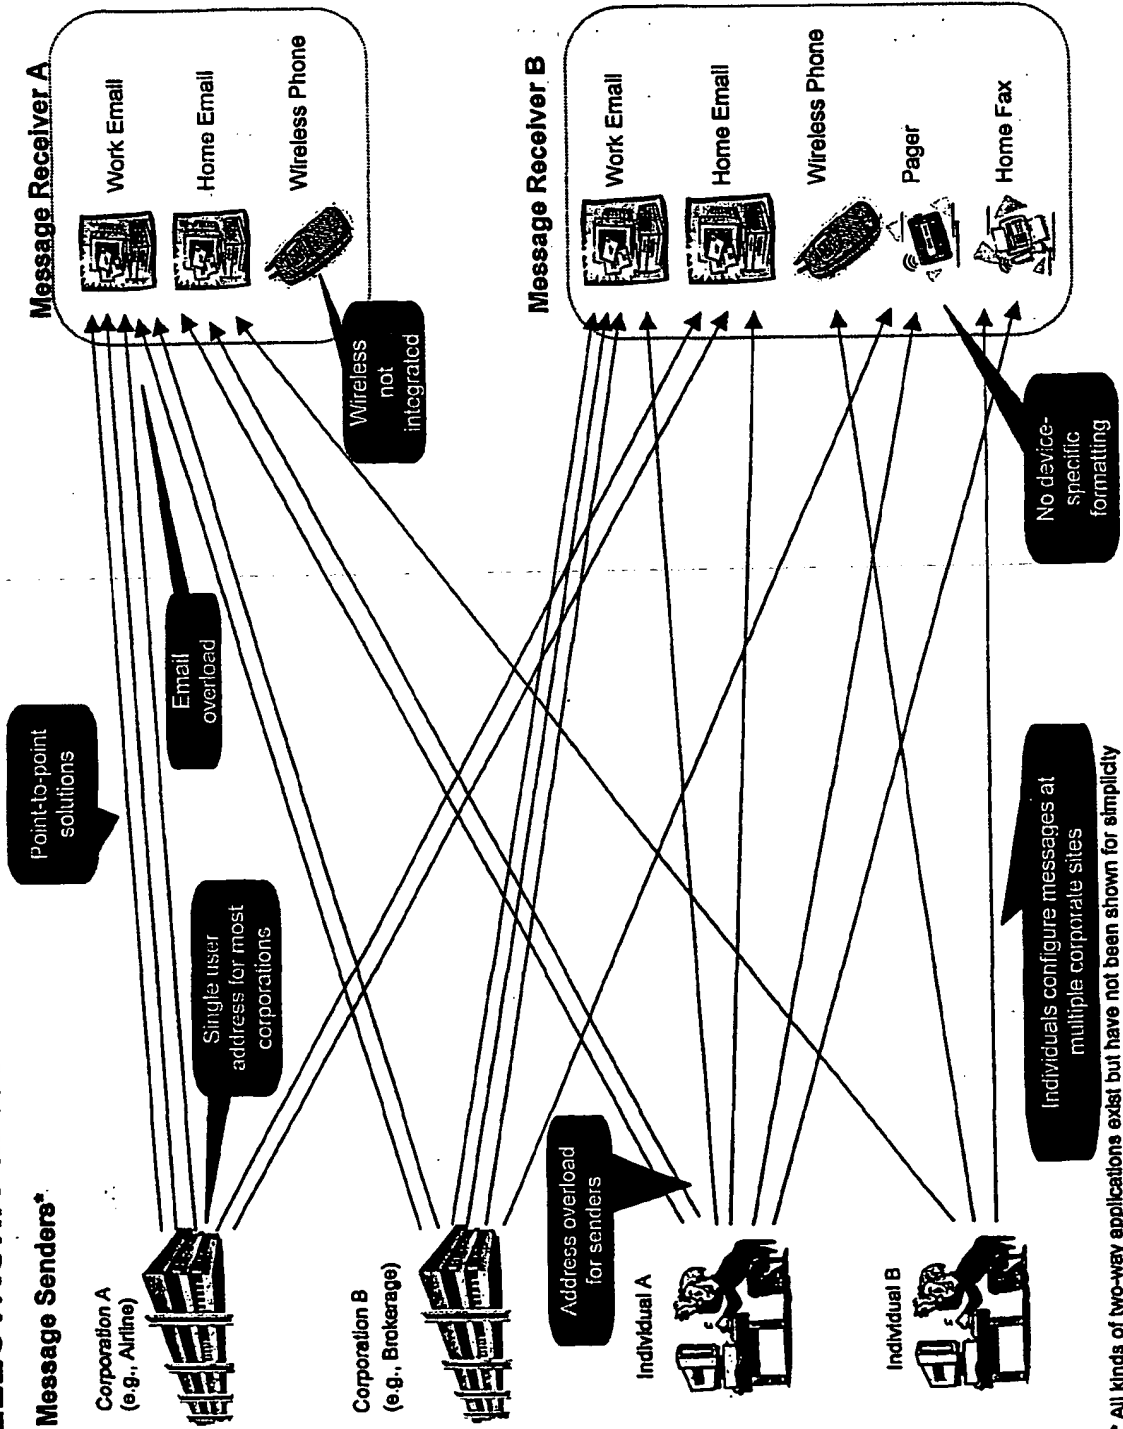 Message Senders*
Corporation A
(e.g., Airline)
Corporation B
(e.g., Brokerage)
Individual A
Individual B
Point-to-point
solutions
Single user
address for most
corporations
Email
overload
Address overload
for senders
Individuals configure messages at
multiple corporate sites
Message Receiver A
Work Email
Home Email
Wireless Phone
Wireless
not
integrated
Message Receiver B
Work Email
Home Email
Wireless Phone
Pager
Home Fax
No device-
specific
formatting
* All kinds of two-way applications exist but have not been shown for simplicity